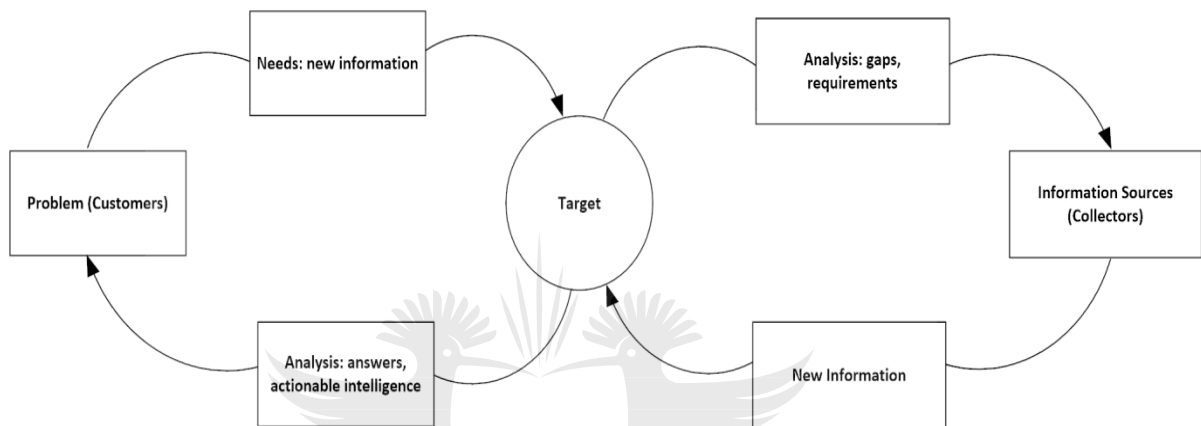 Needs: new information
Analysis: gaps,
requirements
Problem (Customers)
Target
Information Sources
(Collectors)
Analysis: answers,
actionable intelligence
New Information